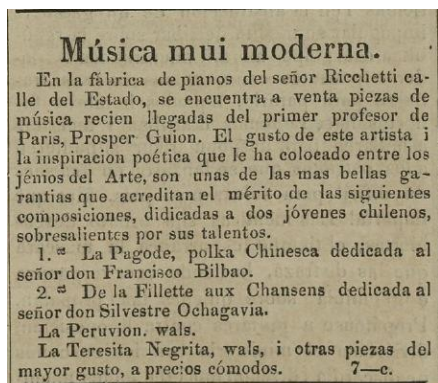 Música mui moderna.
En la fábrica de pianos del señor Ricchetti ca-
lle del Estado, se encuentra a venta piezas de
música recien llegadas del primer profesor de
Paris, Prosper Guion. El gusto de este artista i
la inspiracion poética que le ha colocado entre los
jénios del Arte, son unas de las mas bellas ga-
rantias que acreditan el mérito de las siguientes
composiciones, didicadas a dos jóvenes chilenos,
sobresalientes por sus talentos.
1.ª La Pagode, polka Chinesca dedicada al
señor don Francisco Bilbao.
2.ª De la Fillette aux Chansens dedicada al
señor don Silvestre Ochagavía.
La Peruvion. wals.
La Teresita Negrita, wals, i otras piezas del
mayor gusto, a precios cómodos. 7—c.